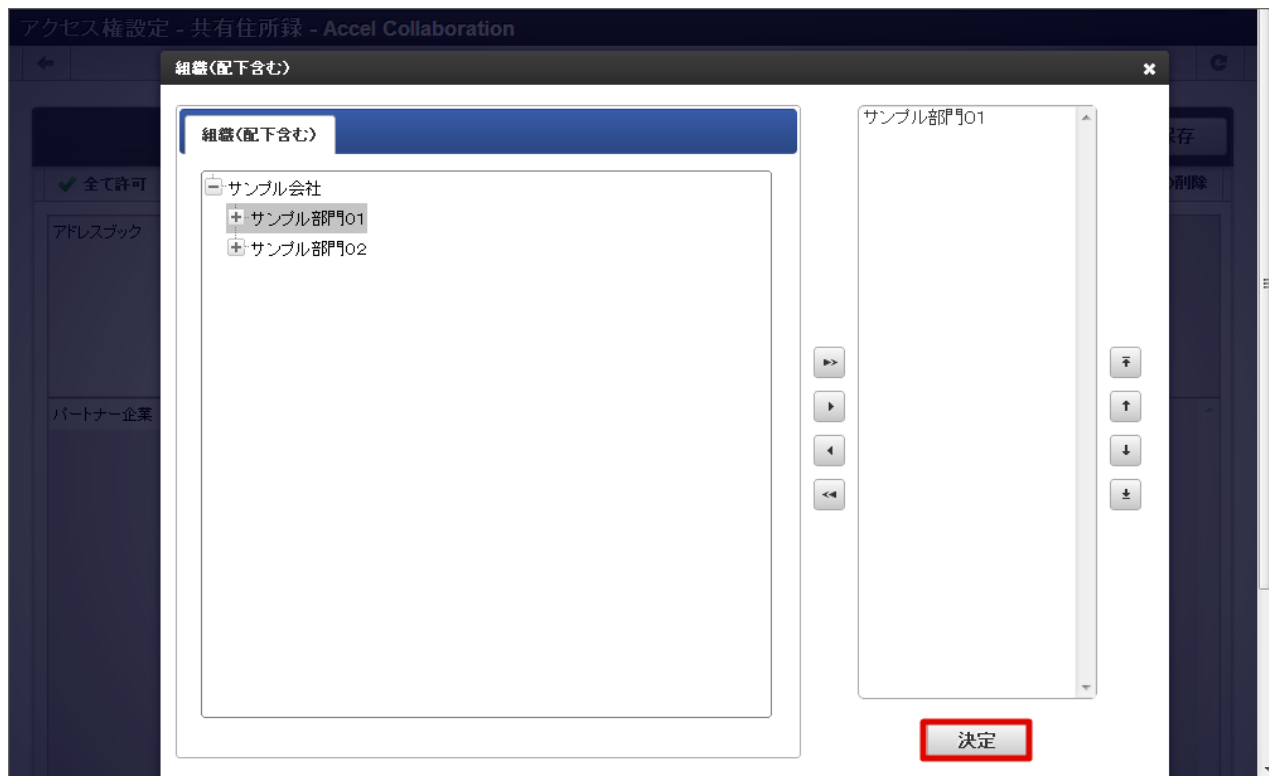 アクセス権設定 - 共有住所録 - Accel Collaboration
組織(配下含む)
組織(配下含む)
サンプル会社
サンプル部門01
サンプル部門02
サンプル部門01
決定
保存
全て許可
削除
アドレスブック
パートナー企業